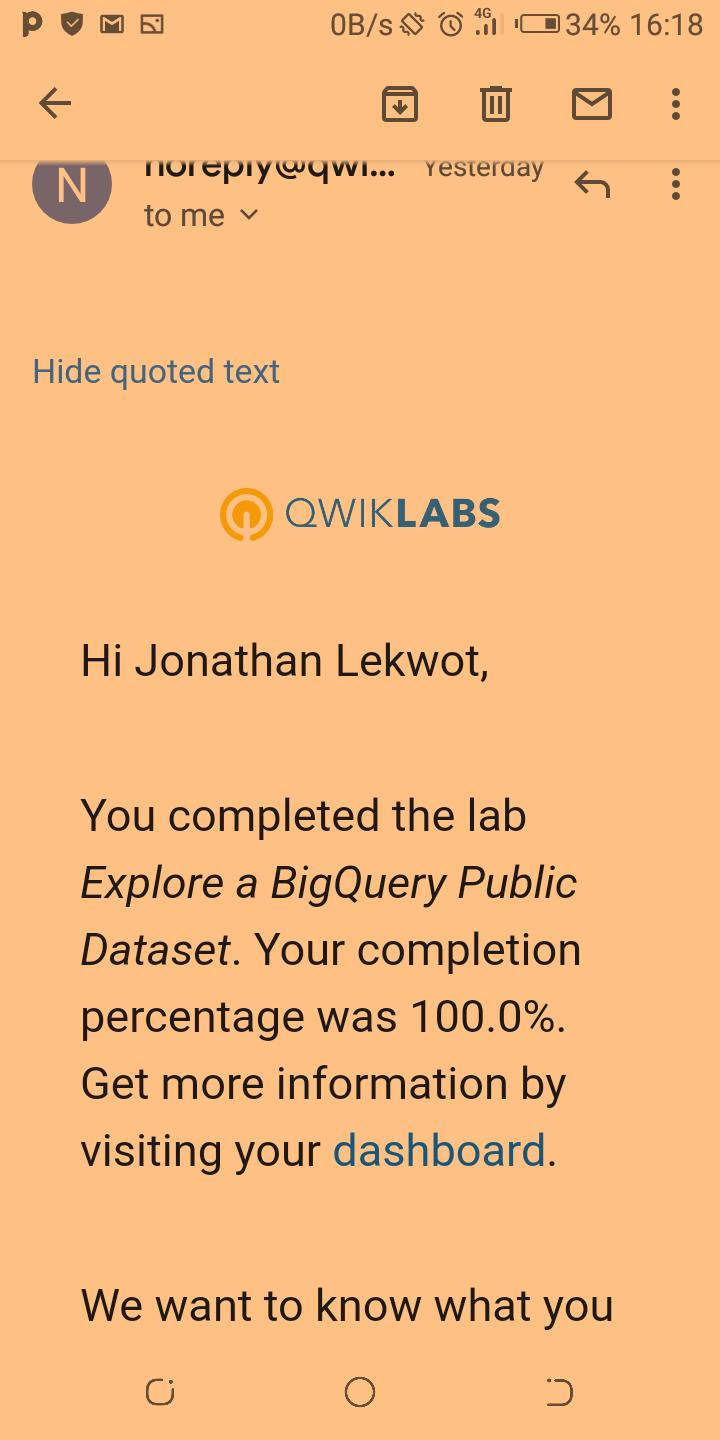 0B/s 4G 34% 16:18
N noreply@qwi... Yesterday
to me
Hide quoted text
QWIKLABS
Hi Jonathan Lekwot,
You completed the lab
Explore a BigQuery Public
Dataset. Your completion
percentage was 100.0%.
Get more information by
visiting your dashboard.
We want to know what you